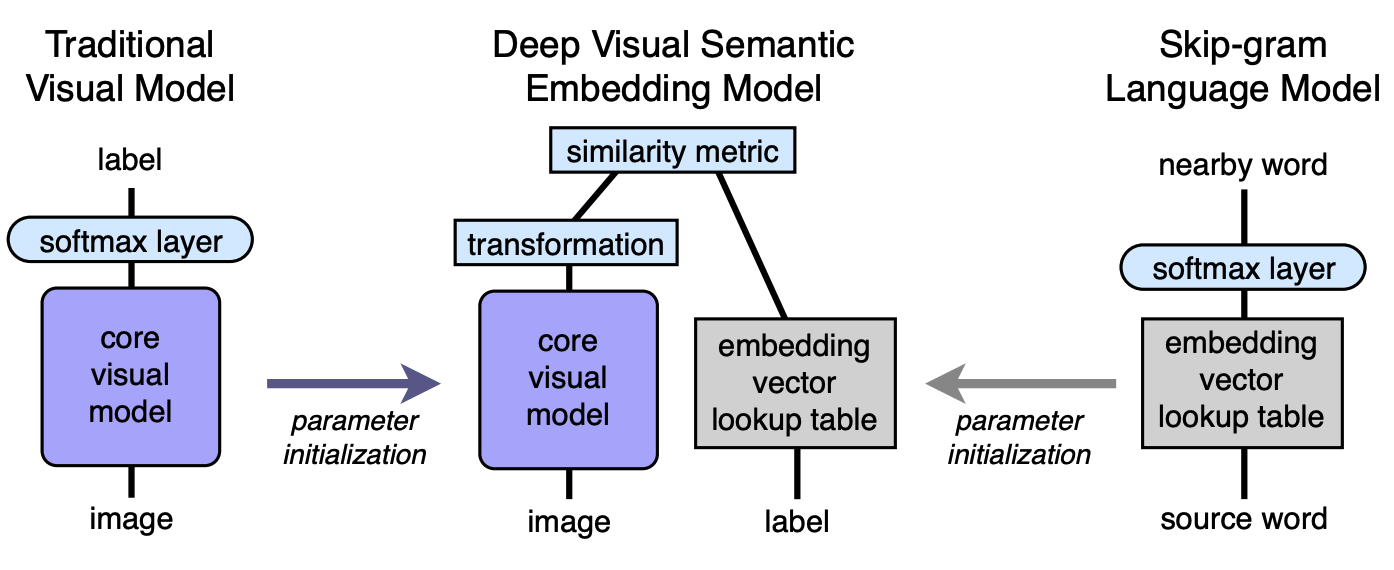 Traditional
Visual Model
label
softmax layer
core
visual
model
image
parameter
initialization
Deep Visual Semantic
Embedding Model
similarity metric
transformation
core
visual
model
image
embedding
vector
lookup table
label
parameter
initialization
Skip-gram
Language Model
nearby word
softmax layer
embedding
vector
lookup table
source word